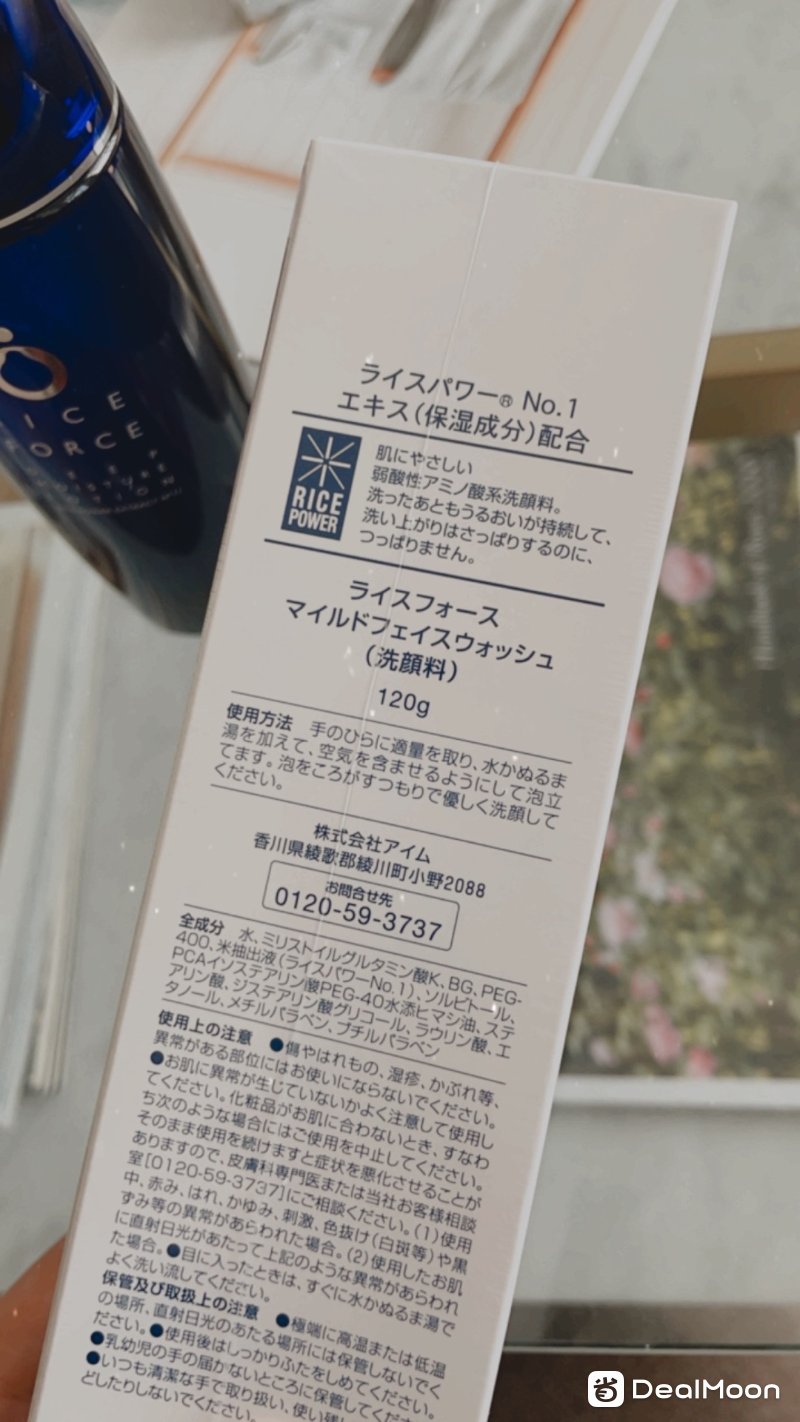 ICE
ORCE
ライスパワー® No.1
エキス(保湿成分)配合
RICE
POWER
肌にやさしい
弱酸性アミノ酸系洗顔料。
洗ったあともうるおいが持続して、
洗い上がりはさっぱりするのに、
つっぱりません。
ライスフォース
マイルドフェイスウォッシュ
(洗顔料)
120g
使用方法 手のひらに適量を取り、水かぬるま
湯を加えて、空気を含ませるようにして泡立
てます。泡をころがすつもりで優しく洗顔して
ください。
株式会社アイム
香川県綾歌郡綾川町小野2088
お問合せ先
0120-59-3737
全成分 水、ミリストイルグルタミン酸K、BG、PEG-
400、米抽出液(ライスパワーNo.1)、ソルビトール、
PCAイソステアリン酸PEG-40水添ヒマシ油、ステ
アリン酸、ジステアリン酸グリコール、ラウリン酸、エ
タノール、メチルパラベン、ブチルパラベン
使用上の注意 ●傷やはれもの、湿疹、かぶれ等、
異常がある部位にはお使いにならないでください。
●お肌に異常が生じていないかよく注意して使用し
てください。化粧品がお肌に合わないとき、すなわ
ち次のような場合にはご使用を中止してください。
そのまま使用を続けますと症状を悪化させることが
ありますので、皮膚科専門医または当社お客様相談
室[0120-59-3737]にご相談ください。(1)使用
中、赤み、はれ、かゆみ、刺激、色抜け(白斑等)や黒
ずみ等の異常があらわれた場合。(2)使用したお肌
に直射日光があたって上記のような異常があらわれ
た場合。●目に入ったときは、すぐに水かぬるま湯で
よく洗い流してください。
保管及び取扱上の注意 ●極端に高温または低温
の場所、直射日光のあたる場所には保管しないでく
ださい。●使用後はしっかりふたをしめてください。
●乳幼児の手の届かないところに保管してくだ
●いつも清潔な手で取り扱い、使い残し
どしたりしないでください。
DealMoon